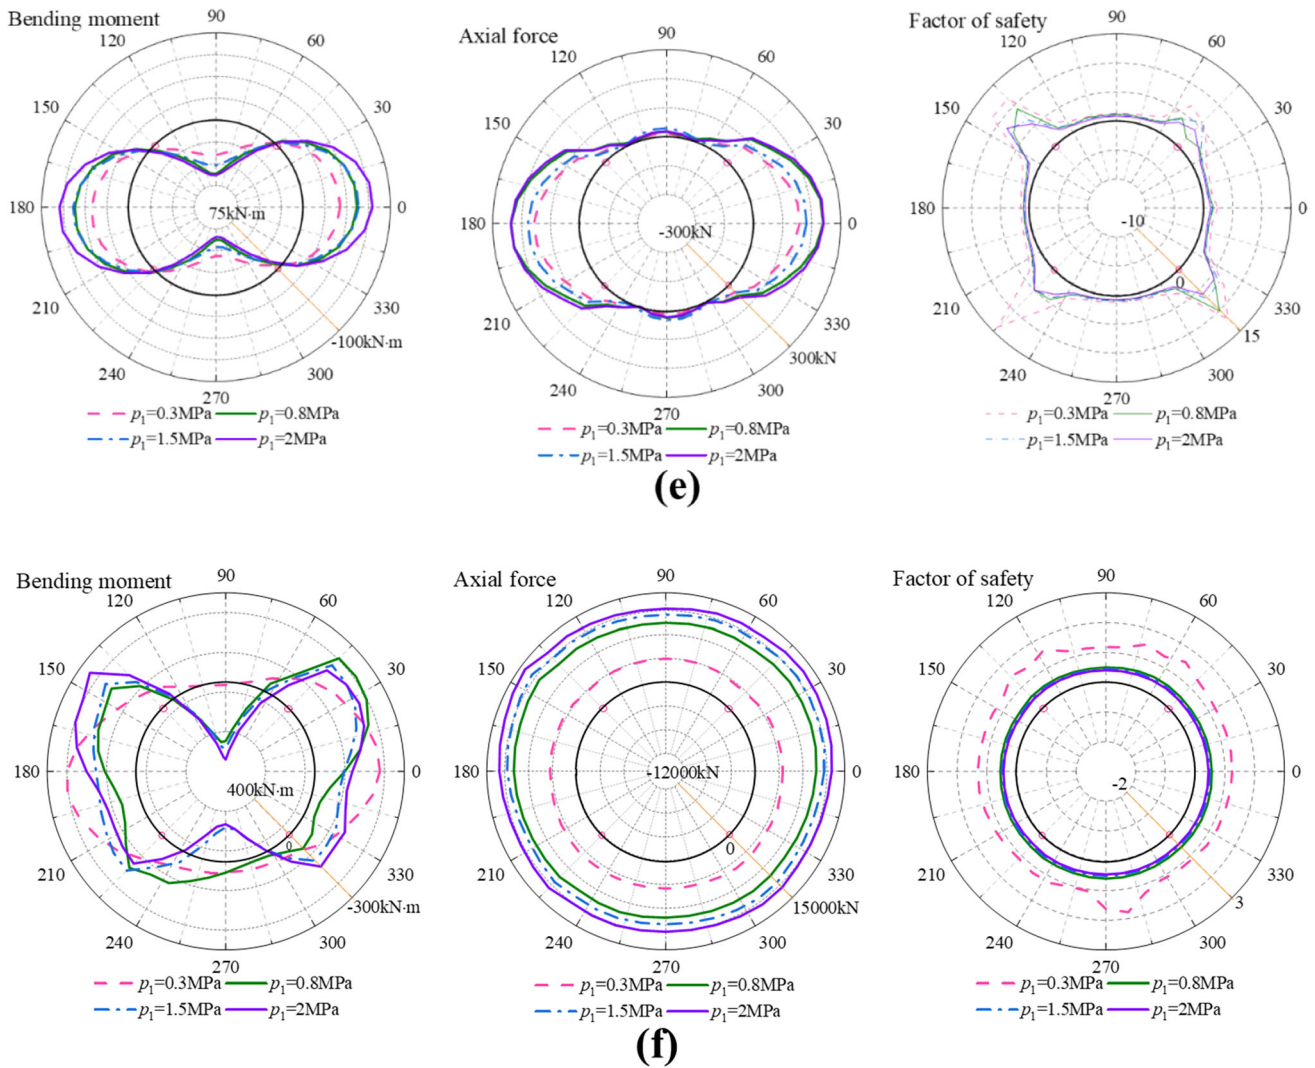 Bending moment
90
120
60
150
30
180
0
75kN·m
210
330
-100kN·m
240
300
270
p1=0.3MPa p1=0.8MPa
p1=1.5MPa p1=2MPa
Axial force
90
120
60
150
30
180
0
-300kN
210
330
300kN
240
300
270
p1=0.3MPa p1=0.8MPa
p1=1.5MPa p1=2MPa
Factor of safety
90
120
60
150
30
180
0
-10
0
210
330
15
240
300
270
p1=0.3MPa p1=0.8MPa
p1=1.5MPa p1=2MPa
(e)
Bending moment
90
120
60
150
30
180
0
400kN·m
0
210
330
-300kN·m
240
300
270
p1=0.3MPa p1=0.8MPa
p1=1.5MPa p1=2MPa
Axial force
90
120
60
150
30
180
0
-12000kN
0
210
330
15000kN
240
300
270
p1=0.3MPa p1=0.8MPa
p1=1.5MPa p1=2MPa
Factor of safety
90
120
60
150
30
180
0
-2
210
330
3
240
300
270
p1=0.3MPa p1=0.8MPa
p1=1.5MPa p1=2MPa
(f)